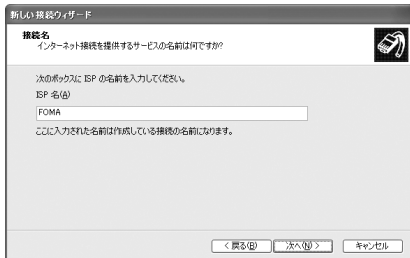 新しい接続ウィザード
接続名
インターネット接続を提供するサービスの名前は何ですか?
次のボックスに ISP の名前を入力してください。
ISP 名(A)
FOMA
ここに入力された名前は作成している接続の名前になります。
< 戻る(B)
次へ(N) >
キャンセル